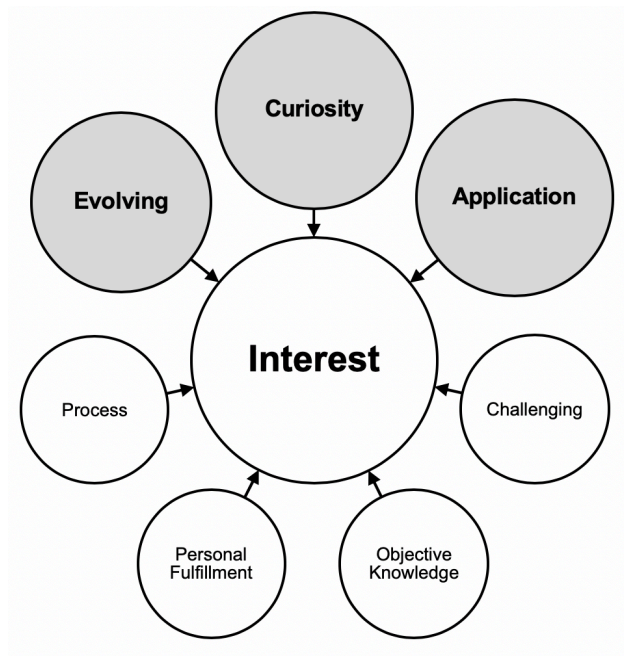 Curiosity
Evolving
Application
Interest
Process
Challenging
Personal
Fulfillment
Objective
Knowledge